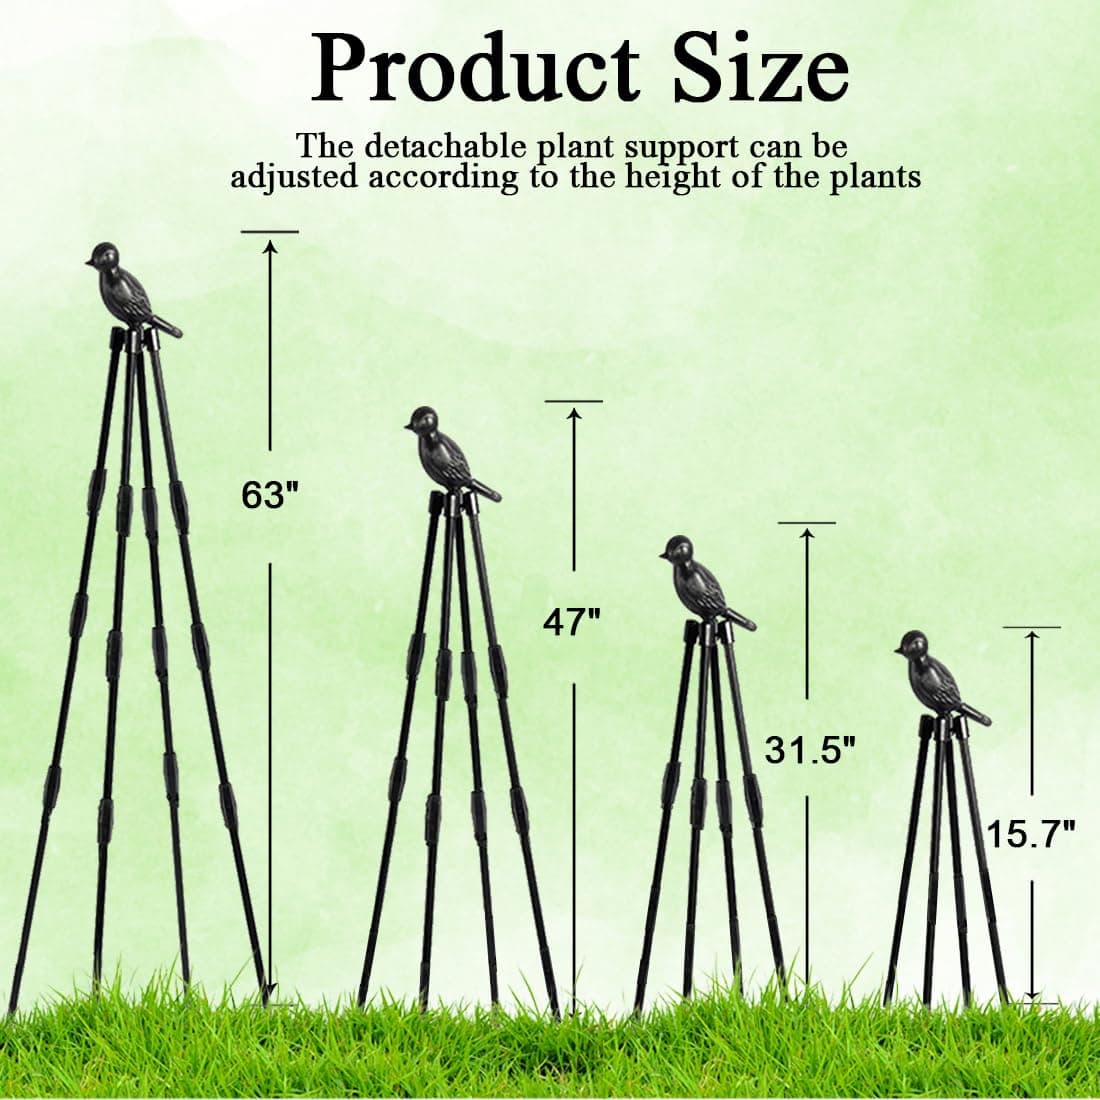 Product Size
The detachable plant support can be
adjusted according to the height of the plants
63"
47"
31.5"
15.7"